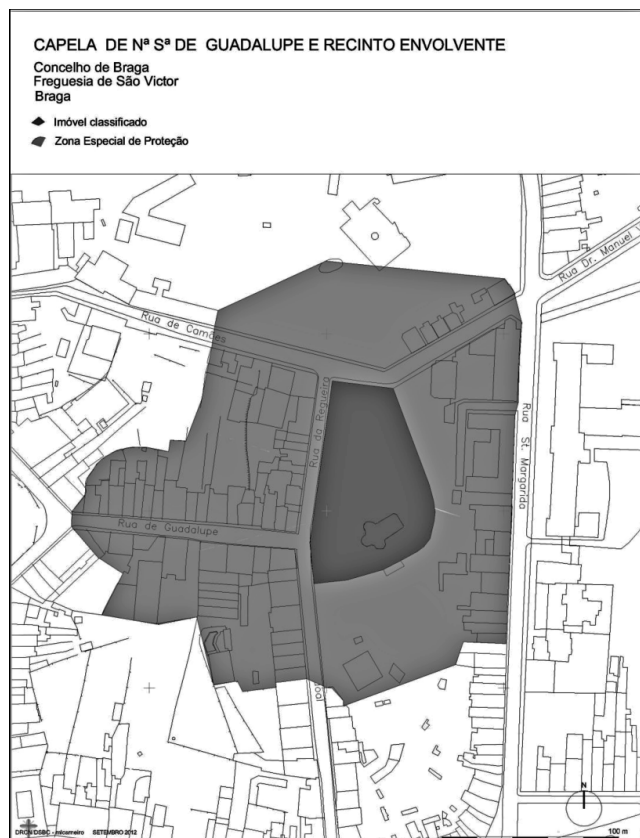 CAPELA DE Nª Sª DE GUADALUPE E RECINTO ENVOLVENTE
Concelho de Braga
Freguesia de São Victor
Braga
Imóvel classificado
Zona Especial de Proteção
Rua Dr. Manuel
Rua de Camões
Rua da Regueira
Rua St. Margarida
Rua de Guadalupe
N
SETEMBRO 2012
100 m